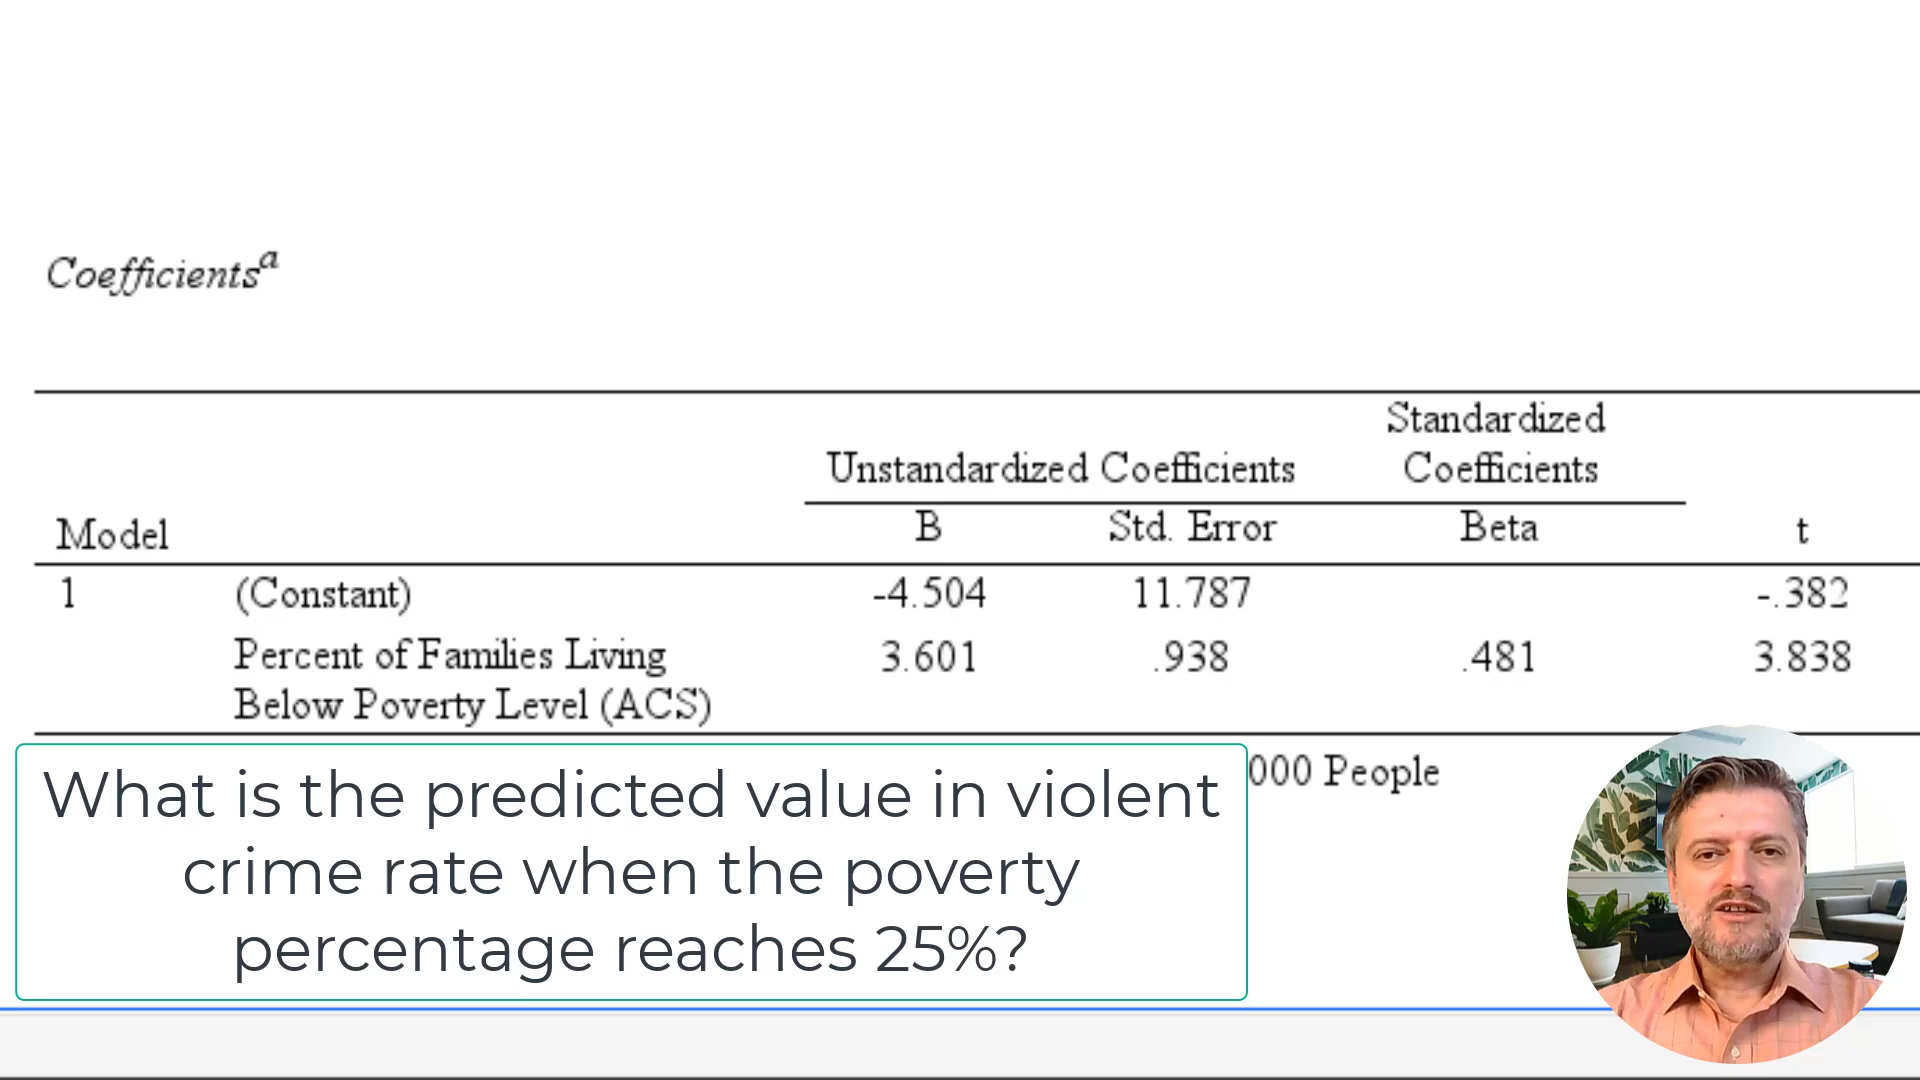 Coefficientsᵃ
Standardized
Unstandardized Coefficients Coefficients
Model B Std. Error Beta t
1 (Constant) -4.504 11.787 -.382
Percent of Families Living 3.601 .938 .481 3.838
Below Poverty Level (ACS)
000 People
What is the predicted value in violent
crime rate when the poverty
percentage reaches 25%?